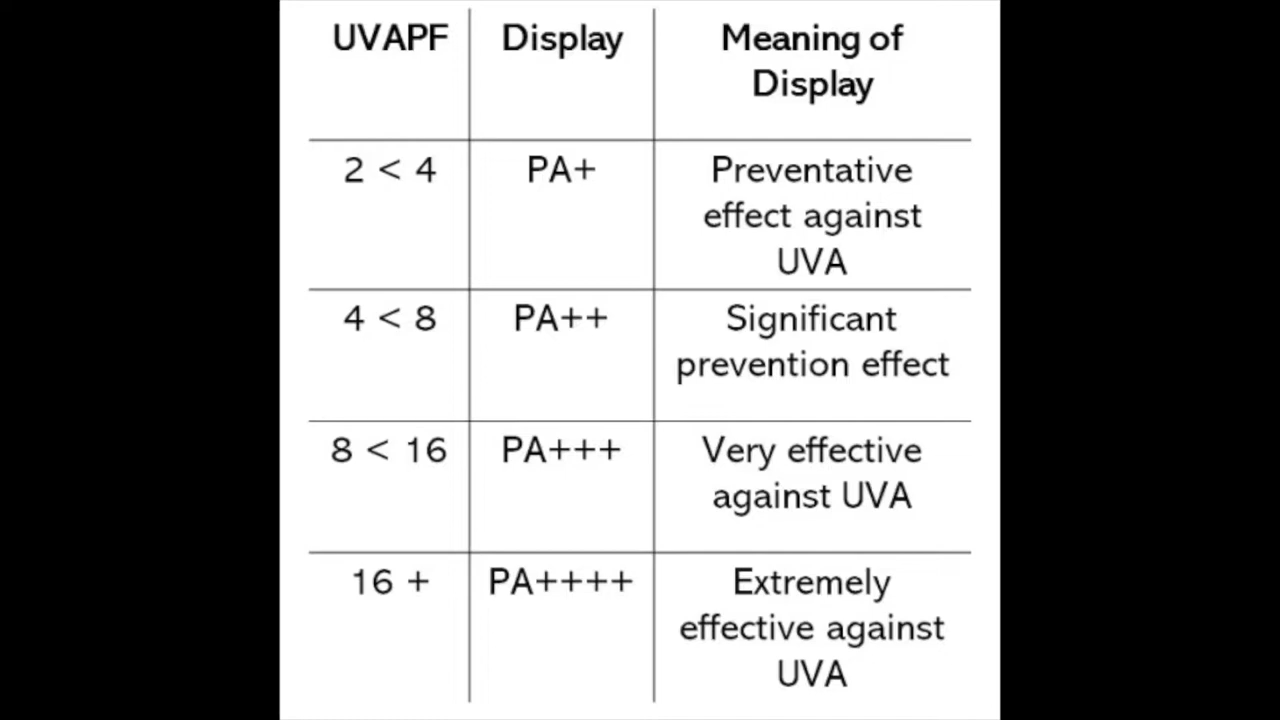 UVAPF Display Meaning of
Display
2 < 4 PA+ Preventative
effect against
UVA
4 < 8 PA++ Significant
prevention effect
8 < 16 PA+++ Very effective
against UVA
16 + PA++++ Extremely
effective against
UVA